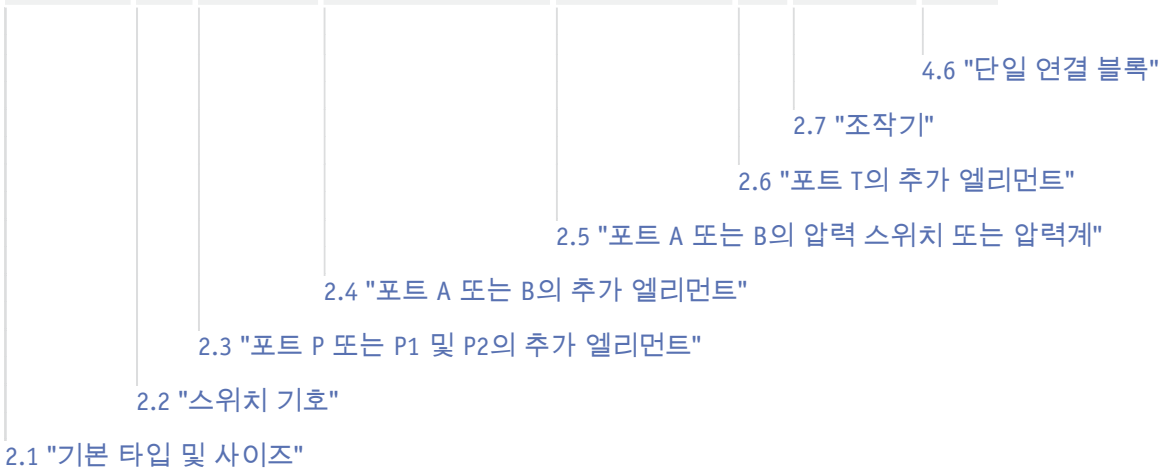 4.6 "단일 연결 블록"
2.7 "조작기"
2.6 "포트 T의 추가 엘리먼트"
2.5 "포트 A 또는 B의 압력 스위치 또는 압력계"
2.4 "포트 A 또는 B의 추가 엘리먼트"
2.3 "포트 P 또는 P1 및 P2의 추가 엘리먼트"
2.2 "스위치 기호"
2.1 "기본 타입 및 사이즈"